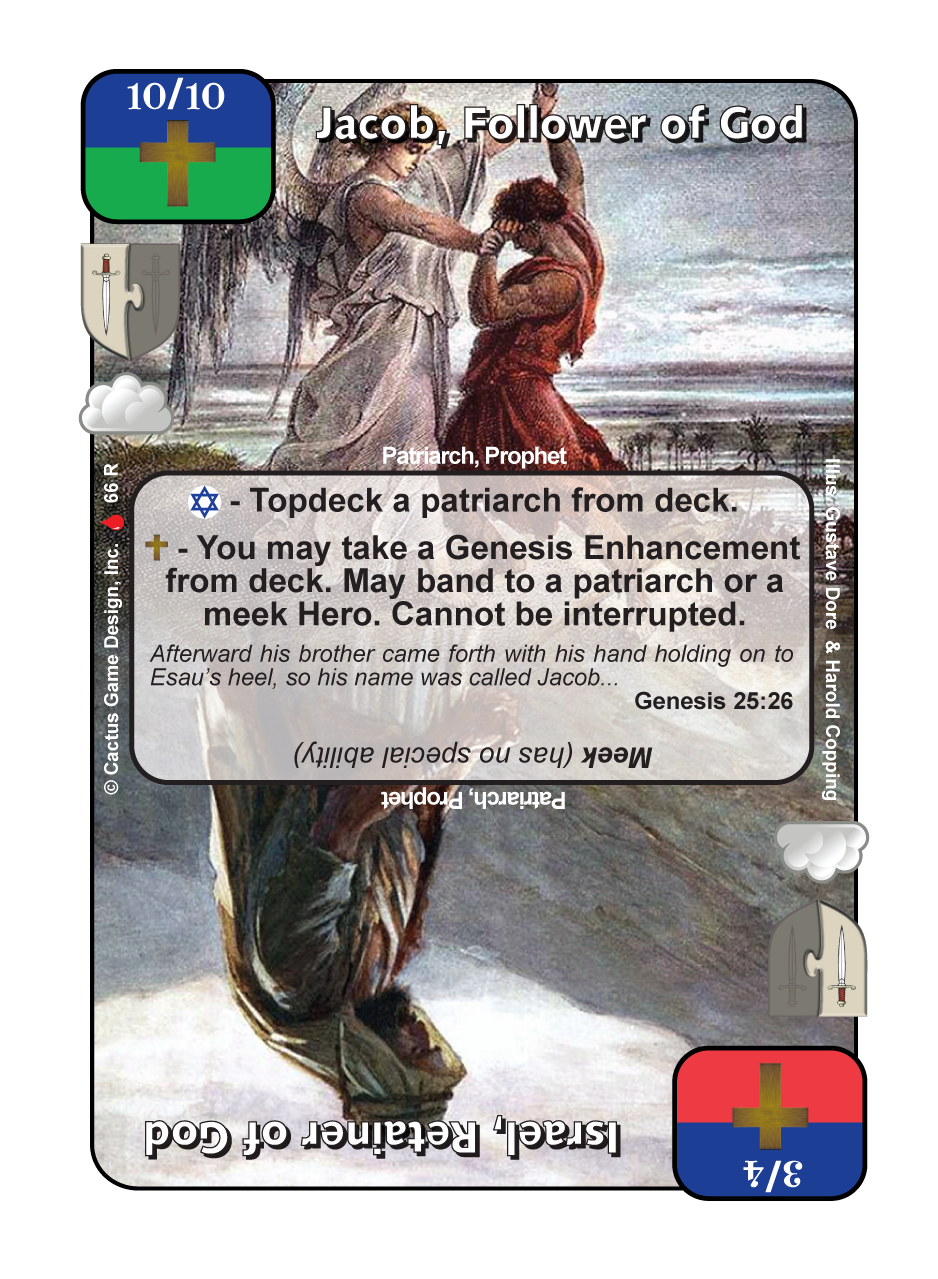 10/10
Jacob, Follower of God
Patriarch, Prophet
- Topdeck a patriarch from deck.
- You may take a Genesis Enhancement
from deck. May band to a patriarch or a
meek Hero. Cannot be interrupted.
Afterward his brother came forth with his hand holding on to
Esau's heel, so his name was called Jacob...
Genesis 25:26
Meek (has no special ability)
Patriarch, Prophet
© Cactus Game Design, Inc. 66 R
Illus. Gustave Dore & Harold Copping
Israel, Retainer of God
3/4